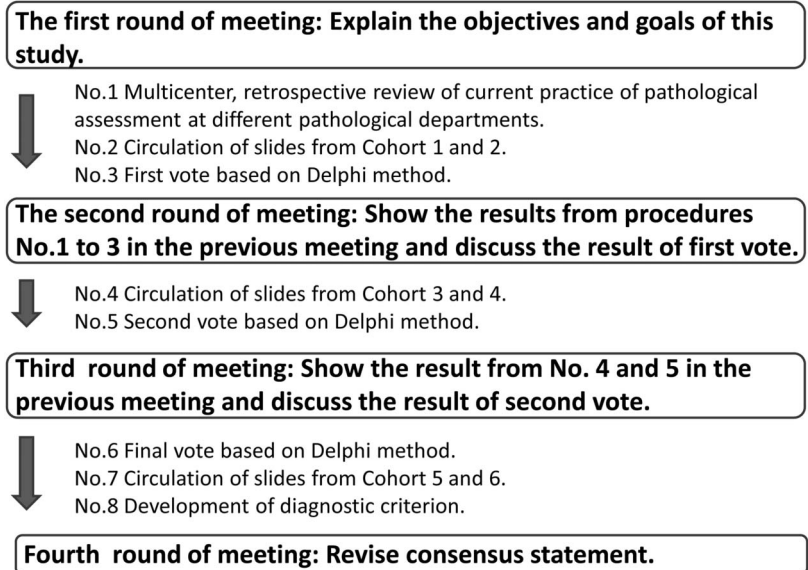 The first round of meeting: Explain the objectives and goals of this
study.
No.1 Multicenter, retrospective review of current practice of pathological
assessment at different pathological departments.
No.2 Circulation of slides from Cohort 1 and 2.
No.3 First vote based on Delphi method.
The second round of meeting: Show the results from procedures
No.1 to 3 in the previous meeting and discuss the result of first vote.
No.4 Circulation of slides from Cohort 3 and 4.
No.5 Second vote based on Delphi method.
Third  round of meeting: Show the result from No. 4 and 5 in the
previous meeting and discuss the result of second vote.
No.6 Final vote based on Delphi method.
No.7 Circulation of slides from Cohort 5 and 6.
No.8 Development of diagnostic criterion.
Fourth  round of meeting: Revise consensus statement.